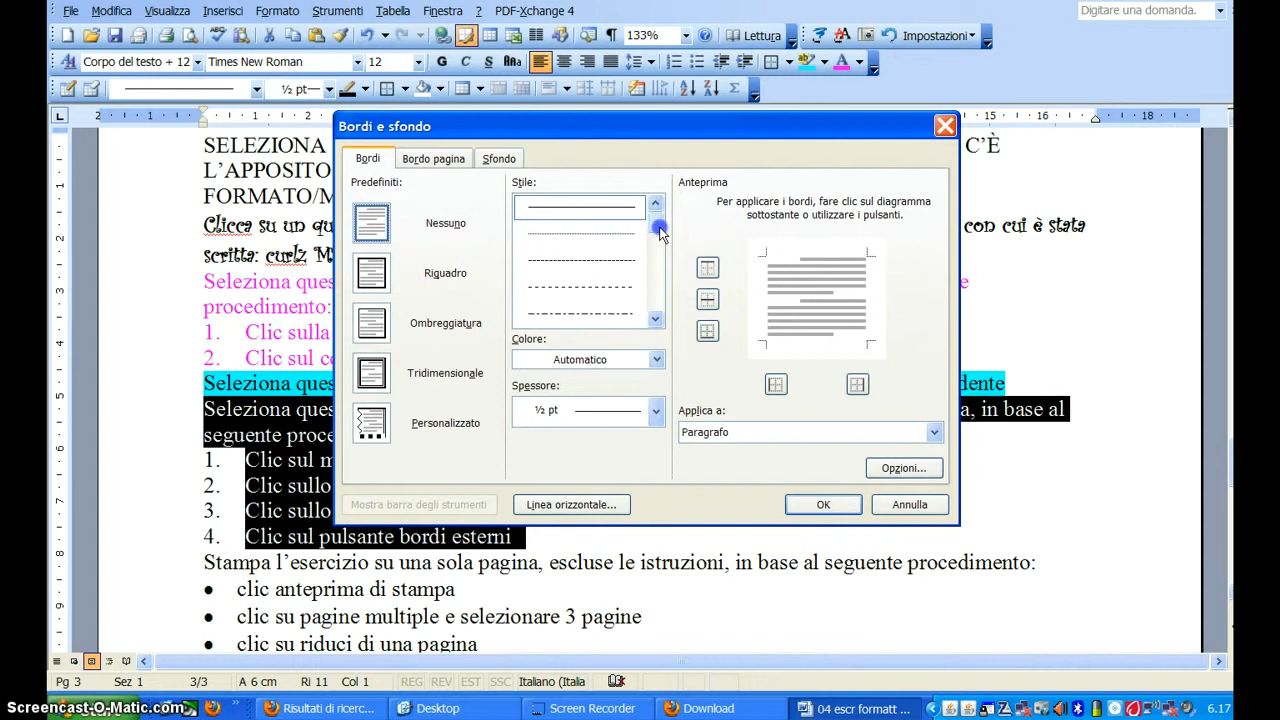 File Modifica Visualizza Inserisci Formato Strumenti Tabella Finestra ? PDF-Xchange 4 Digitare una domanda.
133% Lettura Impostazioni
Corpo del testo + 12 Times New Roman 12 G C S
½ pt
2 1 1 2 15 16 17 18
SELEZIONA C'È
L'APPOSITO
FORMATO/M
Clicca su un qu con cui è stata
scritta: curlz M
Seleziona ques e
procedimento:
1. Clic sulla
2. Clic sul co
Seleziona ques dente
Seleziona ques a, in base al
seguente proce
1. Clic sul m
2. Clic sullo
3. Clic sullo
4. Clic sul pulsante bordi esterni
Stampa l'esercizio su una sola pagina, escluse le istruzioni, in base al seguente procedimento:
• clic anteprima di stampa
• clic su pagine multiple e selezionare 3 pagine
• clic su riduci di una pagina
Bordi e sfondo
Bordi Bordo pagina Sfondo
Predefiniti:
Nessuno
Riquadro
Ombreggiatura
Tridimensionale
Personalizzato
Stile:
Colore:
Automatico
Spessore:
½ pt
Anteprima
Per applicare i bordi, fare clic sul diagramma
sottostante o utilizzare i pulsanti.
Applica a:
Paragrafo
Opzioni...
Mostra barra degli strumenti Linea orizzontale... OK Annulla
Pg 3 Sez 1 3/3 A 6 cm Ri 11 Col 1 REG REV EST SSC Italiano (Italia
Screencast-O-Matic.com Risultati di ricerc... Desktop Screen Recorder Download 04 escr formatt ... 6.17